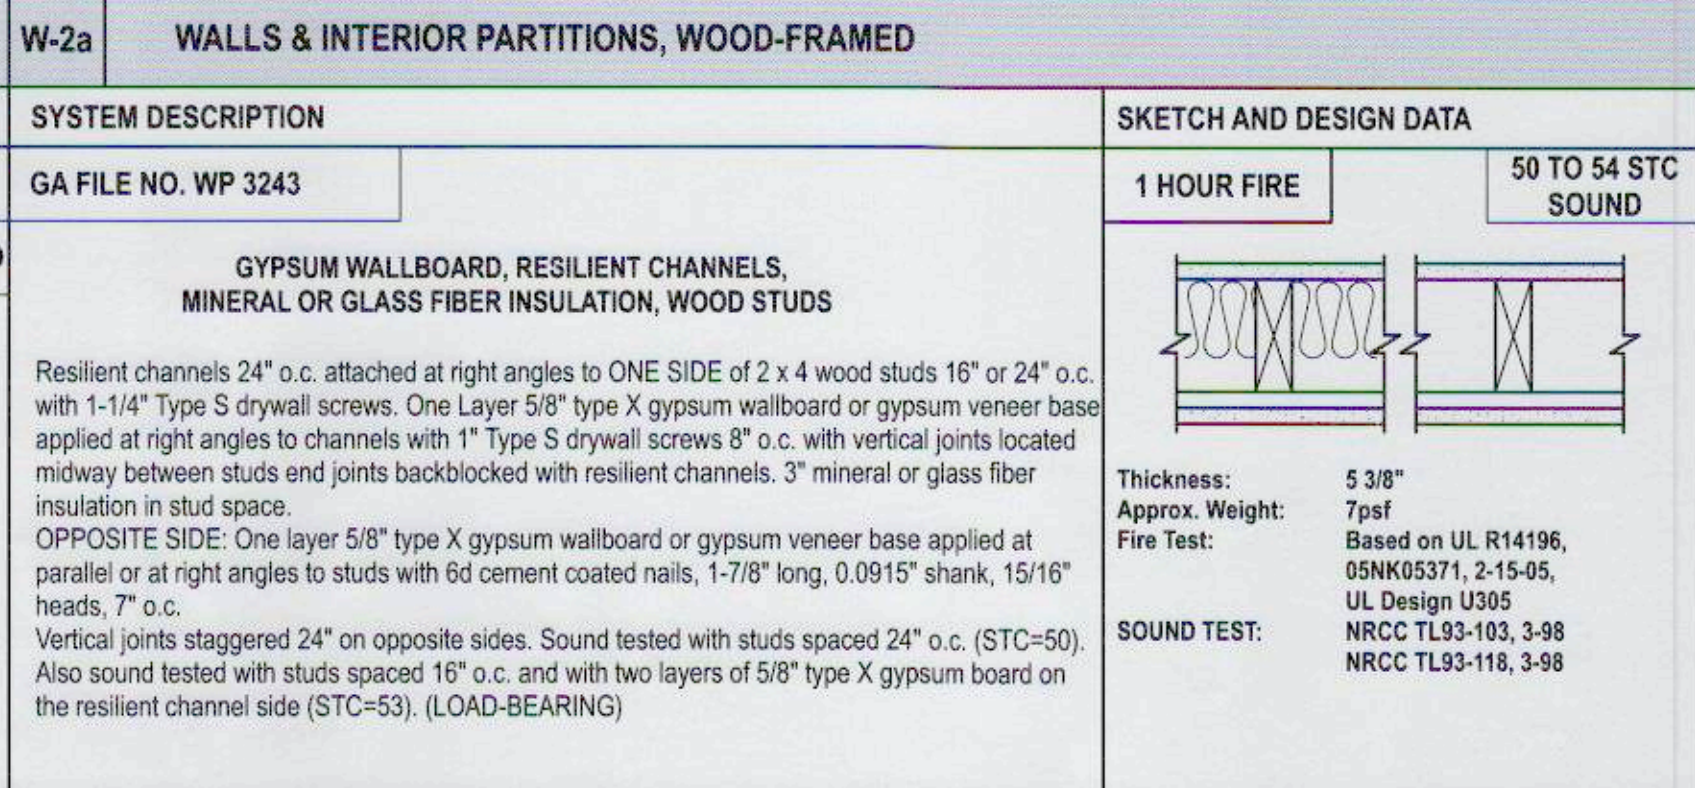 W-2a WALLS & INTERIOR PARTITIONS, WOOD-FRAMED
SYSTEM DESCRIPTION
GA FILE NO. WP 3243
GYPSUM WALLBOARD, RESILIENT CHANNELS,
MINERAL OR GLASS FIBER INSULATION, WOOD STUDS
Resilient channels 24" o.c. attached at right angles to ONE SIDE of 2 x 4 wood studs 16" or 24" o.c.
with 1-1/4" Type S drywall screws. One Layer 5/8" type X gypsum wallboard or gypsum veneer base
applied at right angles to channels with 1" Type S drywall screws 8" o.c. with vertical joints located
midway between studs end joints backblocked with resilient channels. 3" mineral or glass fiber
insulation in stud space.
OPPOSITE SIDE: One layer 5/8" type X gypsum wallboard or gypsum veneer base applied at
parallel or at right angles to studs with 6d cement coated nails, 1-7/8" long, 0.0915" shank, 15/16"
heads, 7" o.c.
Vertical joints staggered 24" on opposite sides. Sound tested with studs spaced 24" o.c. (STC=50).
Also sound tested with studs spaced 16" o.c. and with two layers of 5/8" type X gypsum board on
the resilient channel side (STC=53). (LOAD-BEARING)
SKETCH AND DESIGN DATA
1 HOUR FIRE
50 TO 54 STC
SOUND
Thickness: 5 3/8"
Approx. Weight: 7psf
Fire Test: Based on UL R14196,
05NK05371, 2-15-05,
UL Design U305
SOUND TEST: NRCC TL93-103, 3-98
NRCC TL93-118, 3-98